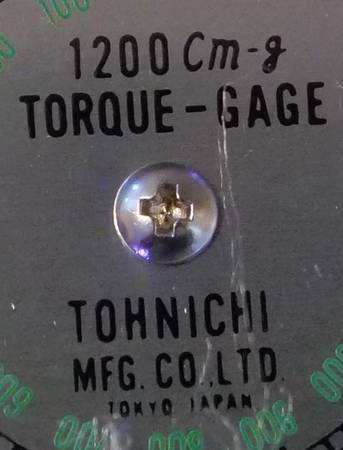 1200 Cm-g
TORQUE-GAGE
TOHNICHI
MFG. CO., LTD.
TOKYO JAPAN